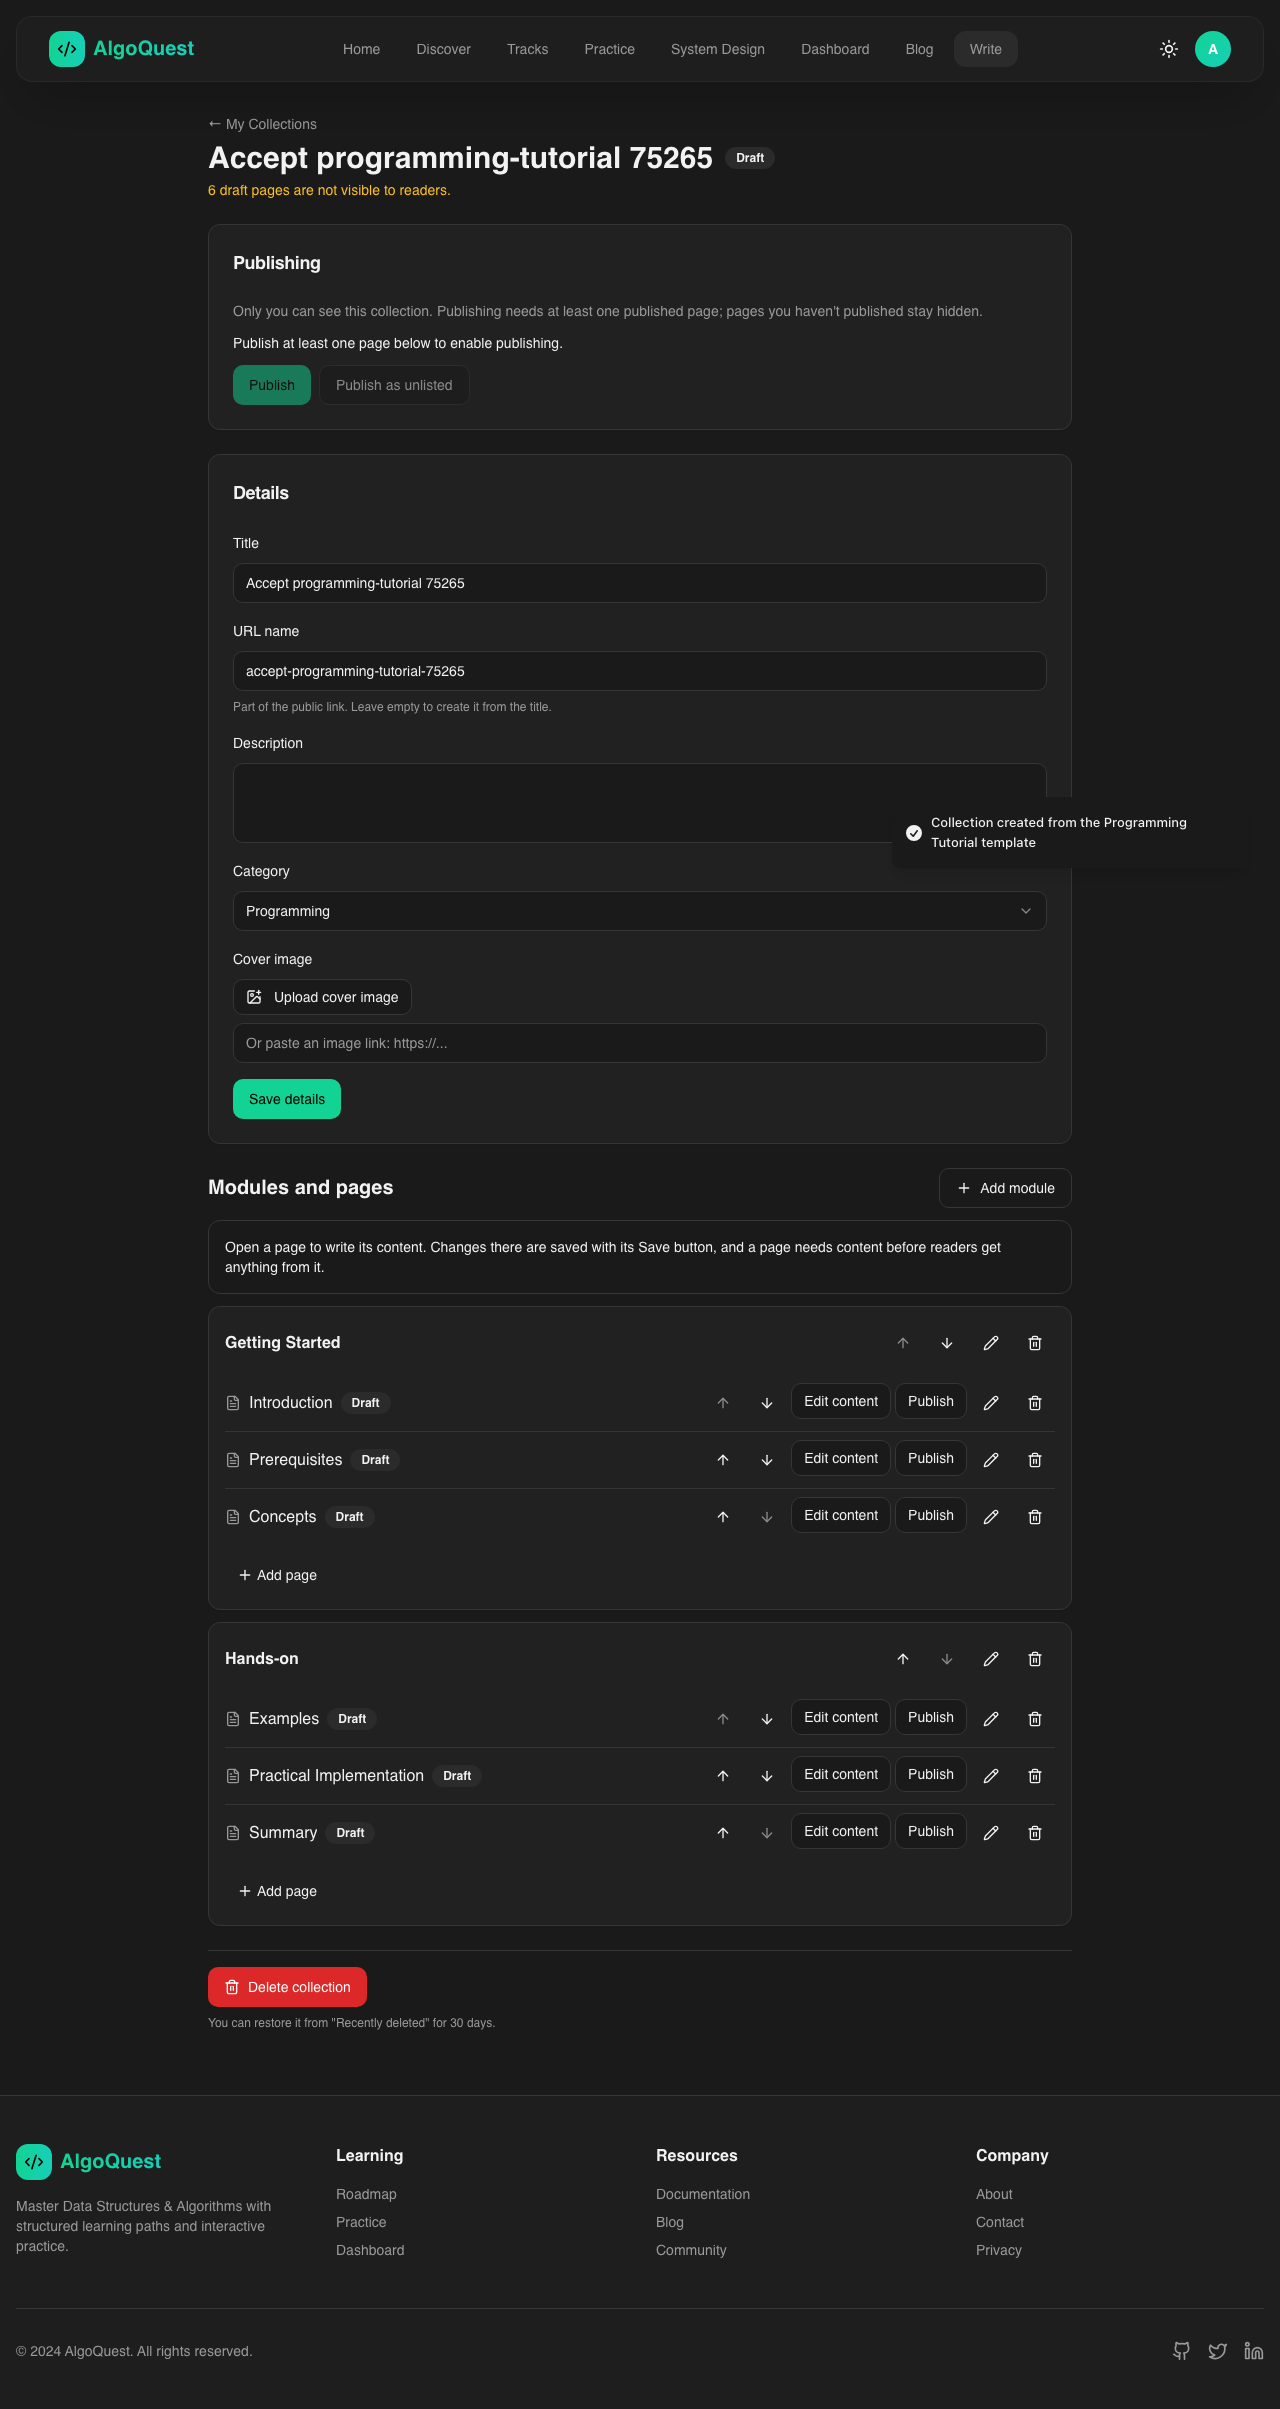 AlgoQuest
Home
Discover
Tracks
Practice
System Design
Dashboard
Blog
Write
A
← My Collections
Accept programming-tutorial 75265
Draft
6 draft pages are not visible to readers.
Publishing
Only you can see this collection. Publishing needs at least one published page; pages you haven't published stay hidden.
Publish at least one page below to enable publishing.
Publish
Publish as unlisted
Details
Title
Accept programming-tutorial 75265
URL name
accept-programming-tutorial-75265
Part of the public link. Leave empty to create it from the title.
Description
Collection created from the Programming
Tutorial template
Category
Programming
Cover image
Upload cover image
Or paste an image link: https://...
Save details
Modules and pages
Add module
Open a page to write its content. Changes there are saved with its Save button, and a page needs content before readers get
anything from it.
Getting Started
Introduction
Draft
Edit content
Publish
Prerequisites
Draft
Edit content
Publish
Concepts
Draft
Edit content
Publish
Add page
Hands-on
Examples
Draft
Edit content
Publish
Practical Implementation
Draft
Edit content
Publish
Summary
Draft
Edit content
Publish
Add page
Delete collection
You can restore it from "Recently deleted" for 30 days.
AlgoQuest
Master Data Structures & Algorithms with
structured learning paths and interactive
practice.
Learning
Roadmap
Practice
Dashboard
Resources
Documentation
Blog
Community
Company
About
Contact
Privacy
© 2024 AlgoQuest. All rights reserved.